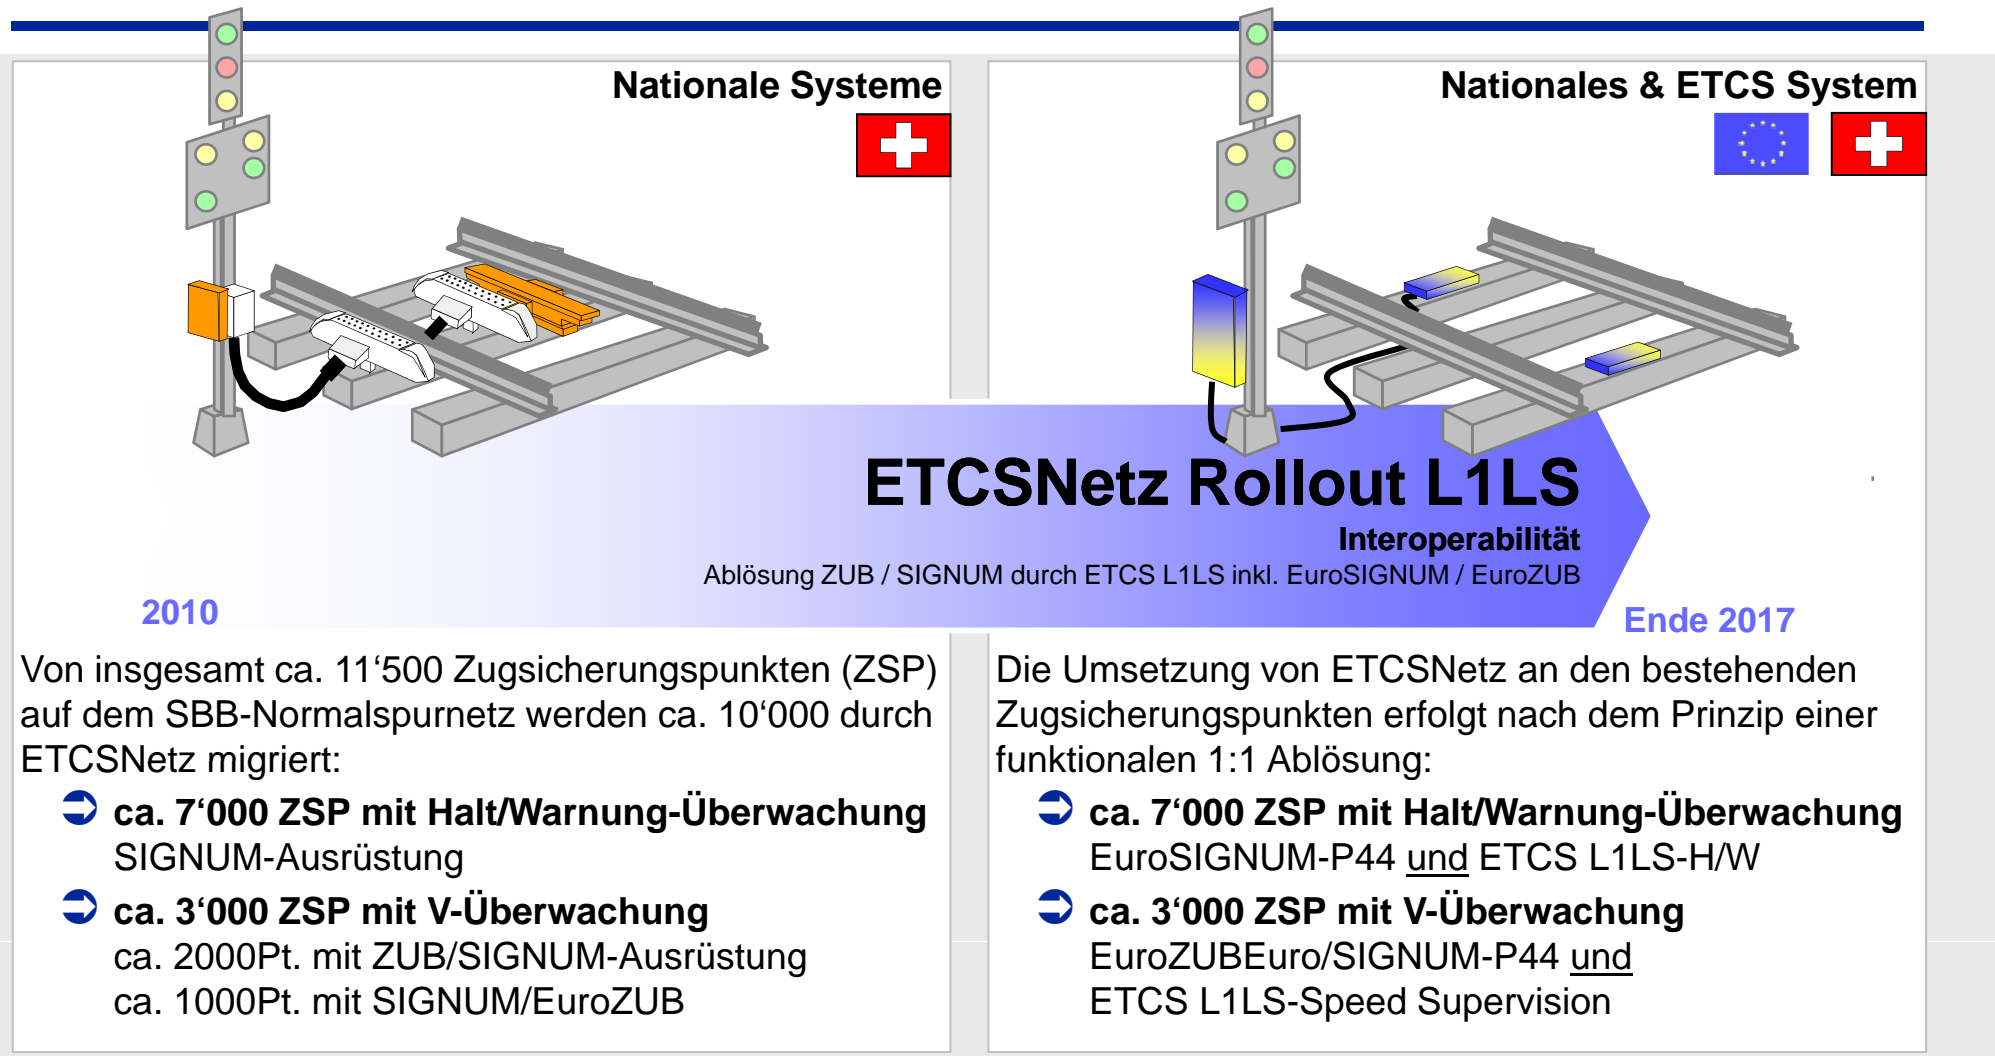 Nationale Systeme
Nationales & ETCS System
ETCSNetz Rollout L1LS
Interoperabilität
Ablösung ZUB / SIGNUM durch ETCS L1LS inkl. EuroSIGNUM / EuroZUB
2010
Ende 2017
Von insgesamt ca. 11‘500 Zugsicherungspunkten (ZSP)
auf dem SBB-Normalspurnetz werden ca. 10‘000 durch
ETCSNetz migriert:
ca. 7‘000 ZSP mit Halt/Warnung-Überwachung
SIGNUM-Ausrüstung
ca. 3‘000 ZSP mit V-Überwachung
ca. 2000Pt. mit ZUB/SIGNUM-Ausrüstung
ca. 1000Pt. mit SIGNUM/EuroZUB
Die Umsetzung von ETCSNetz an den bestehenden
Zugsicherungspunkten erfolgt nach dem Prinzip einer
funktionalen 1:1 Ablösung:
ca. 7‘000 ZSP mit Halt/Warnung-Überwachung
EuroSIGNUM-P44 und ETCS L1LS-H/W
ca. 3‘000 ZSP mit V-Überwachung
EuroZUBEuro/SIGNUM-P44 und
ETCS L1LS-Speed Supervision